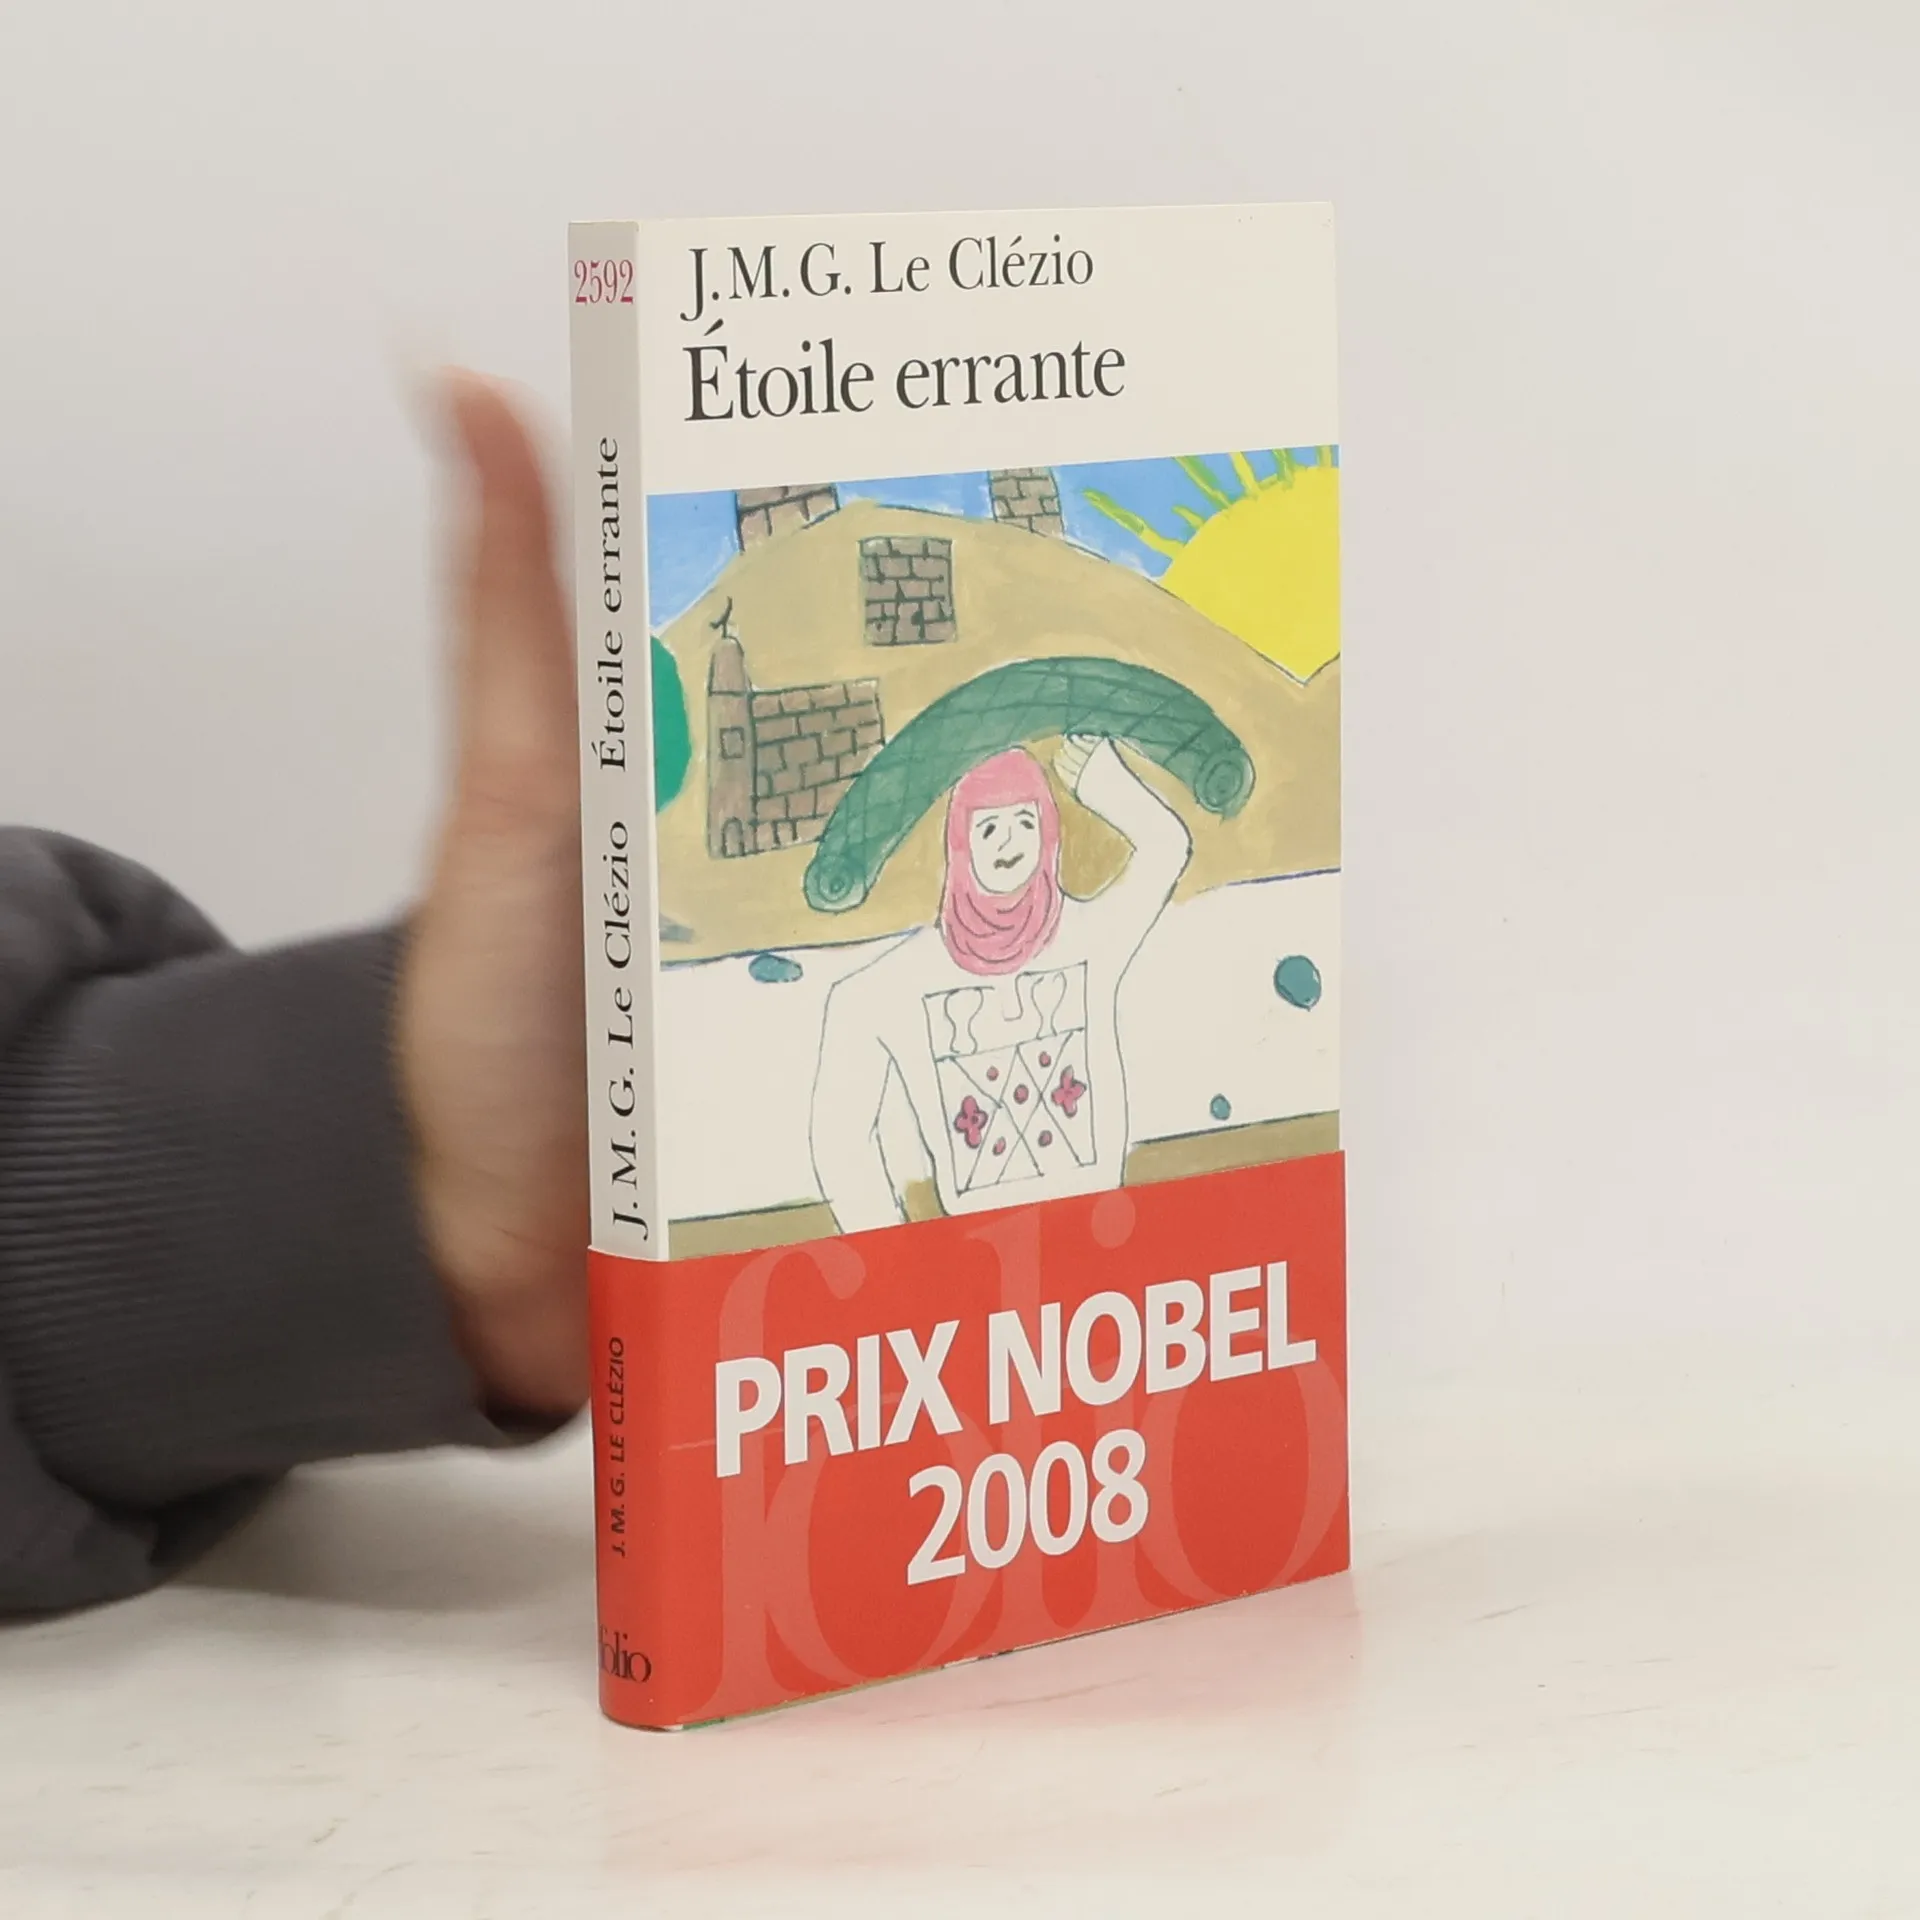 J.M.G. Le Clézio
Étoile errante
PRIX NOBEL
2008
folio
2592
J.M.G. Le Clézio Étoile errante
J. M. G. LE CLÉZIO
folio